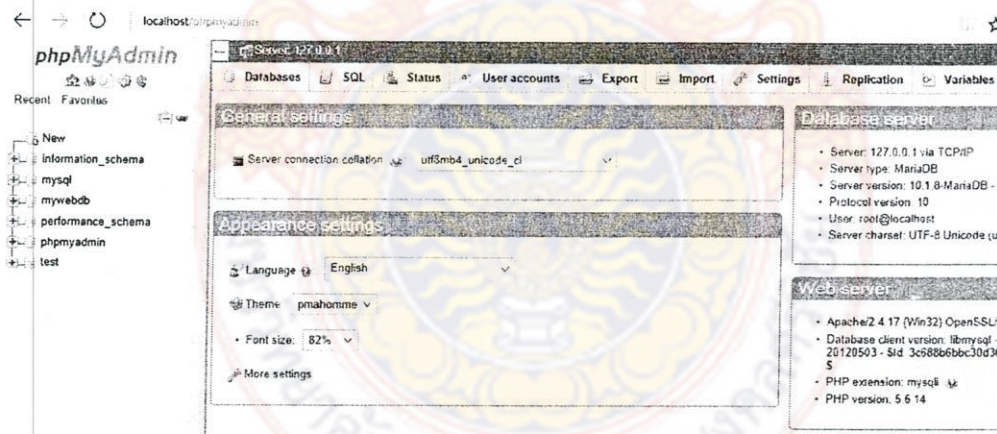 localhost/phpmyadmin
phpMyAdmin
Recent Favorites
New
information_schema
mysql
mywebdb
performance_schema
phpmyadmin
test
Server: 127.0.0.1
Databases SQL Status User accounts Export Import Settings Replication Variables
General settings
Server connection collation utf8mb4_unicode_ci
Appearance settings
Language English
Theme pmahomme
Font size: 82%
More settings
Database server
Server: 127.0.0.1 via TCP/IP
Server type: MariaDB
Server version: 10.1.8-MariaDB -
Protocol version: 10
User: root@localhost
Server charset: UTF-8 Unicode (u
Web server
Apache/2.4.17 (Win32) OpenSSL
Database client version: libmysql -
20120503 - $Id: 3c688b6bbc30d36
$
PHP extension: mysqli
PHP version: 5.6.14